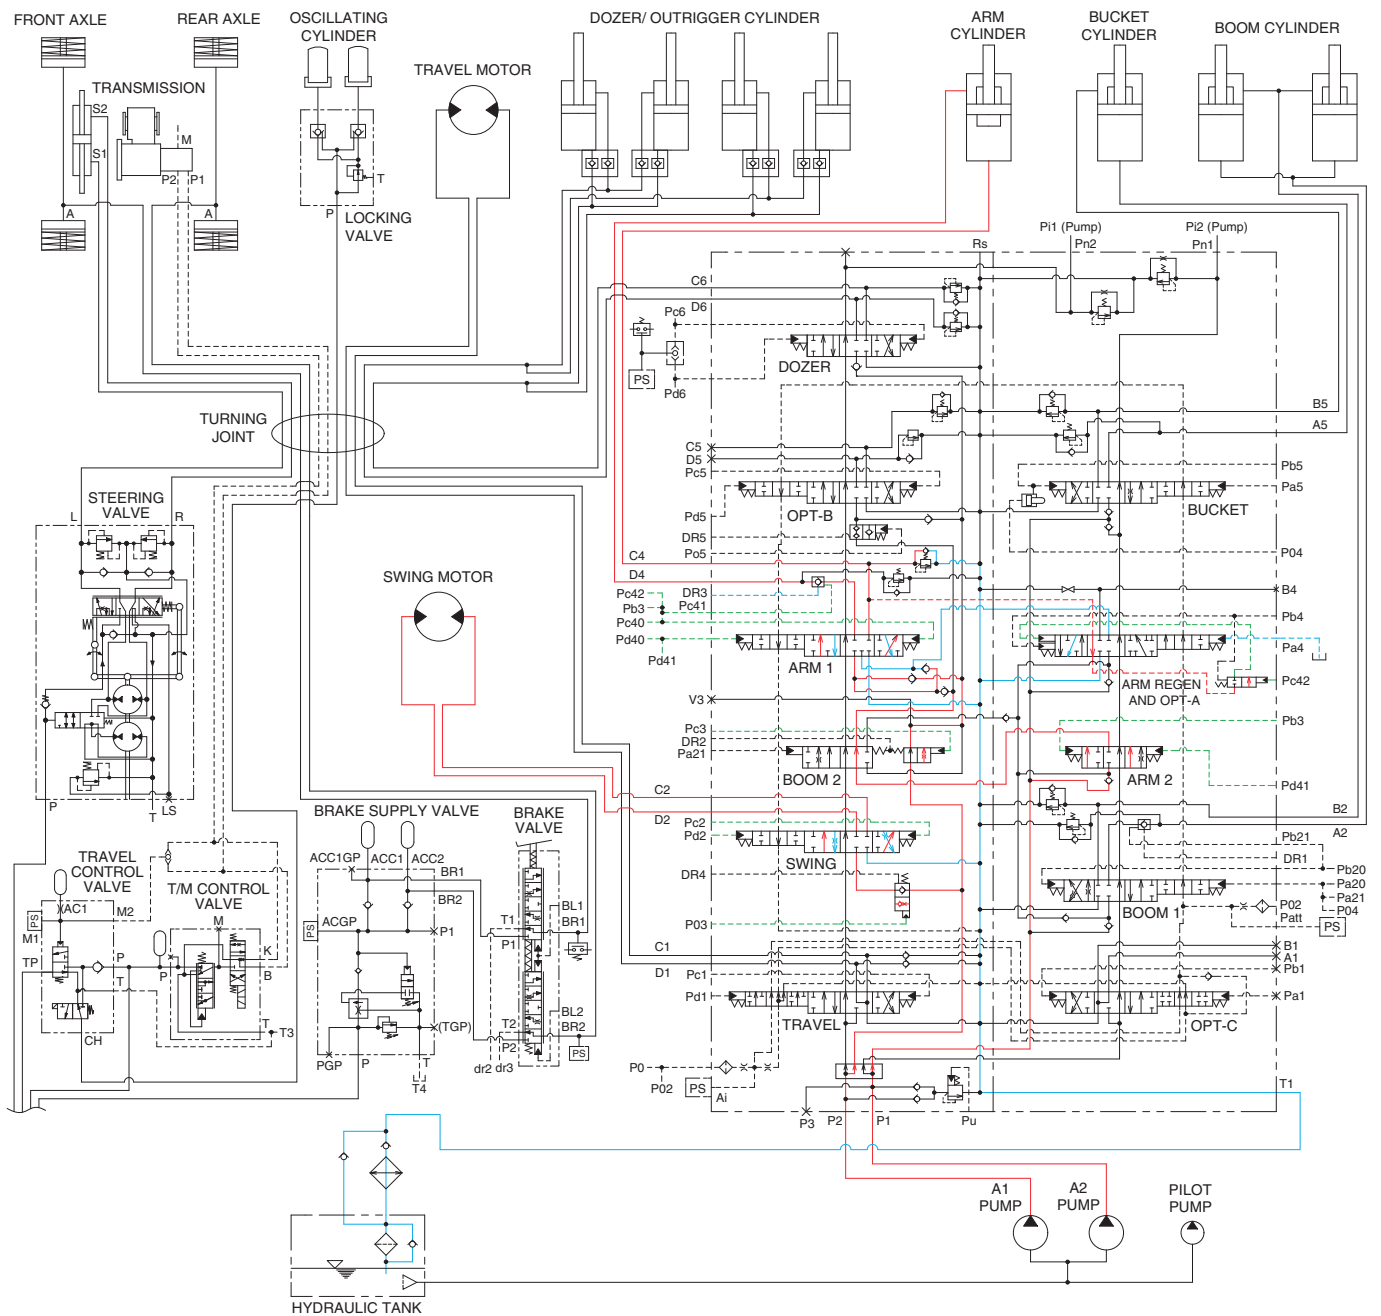 FRONT AXLE
REAR AXLE
OSCILLATING
CYLINDER
DOZER/ OUTRIGGER CYLINDER
ARM
CYLINDER
BUCKET
CYLINDER
BOOM CYLINDER
TRAVEL MOTOR
TRANSMISSION
S2
S1
M
P2
P1
T
A
A
P
LOCKING
VALVE
Pi1 (Pump)
Pn2
Pi2 (Pump)
Pn1
Rs
C6
D6
Pc6
PS
Pd6
DOZER
TURNING
JOINT
B5
A5
C5
D5
Pc5
Pb5
Pa5
STEERING
VALVE
L
R
OPT-B
BUCKET
Pd5
DR5
Po5
P04
C4
D4
SWING MOTOR
Pc42
Pb3
Pc40
Pd40
Pd41
DR3
Pc41
B4
Pb4
Pa4
ARM 1
ARM REGEN
AND OPT-A
Pc42
V3
Pc3
DR2
Pa21
Pb3
BOOM 2
ARM 2
Pd41
P
T
LS
C2
D2
Pc2
Pd2
B2
A2
Pb21
DR1
SWING
BRAKE SUPPLY VALVE
BRAKE
VALVE
ACC1GP
ACC1
ACC2
BR1
BR2
TRAVEL
CONTROL
VALVE
T/M CONTROL
VALVE
DR4
Pb20
Pa20
Pa21
P04
BOOM 1
P02
Patt
PS
AC1
M2
PS
M1
M
ACGP
PS
P1
T1
P1
BL1
BR1
P03
TP
P
T
P
K
B
C1
D1
Pc1
Pd1
B1
A1
Pb1
Pa1
TRAVEL
OPT-C
T
T3
CH
(TGP)
BL2
BR2
T2
P2
PS
PGP
P
T
T4
dr2
dr3
P0
P02
PS
Ai
T1
P3
P2
P1
Pu
A1
PUMP
A2
PUMP
PILOT
PUMP
HYDRAULIC TANK